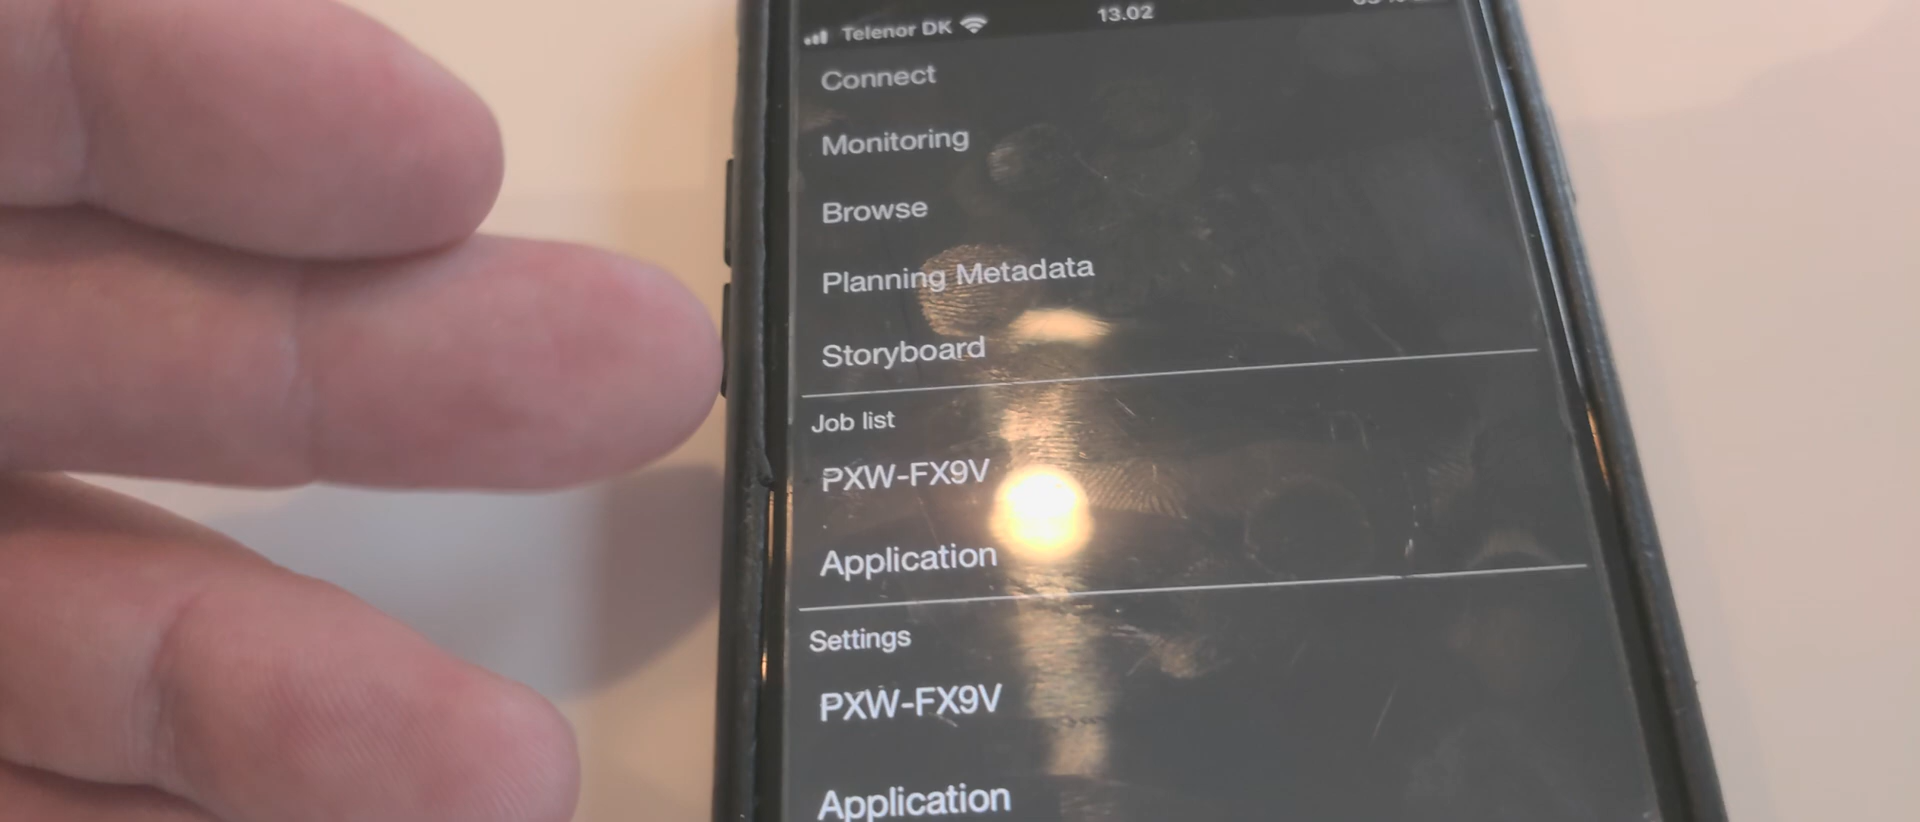 Telenor DK 13.02
Connect
Monitoring
Browse
Planning Metadata
Storyboard
Job list
PXW-FX9V
Application
Settings
PXW-FX9V
Application